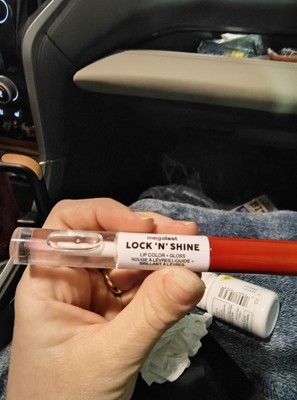 megalast
LOCK 'N' SHINE
LIP COLOR + GLOSS
ROUGE À LÈVRES LIQUIDE +
BRILLANT À LÈVRES